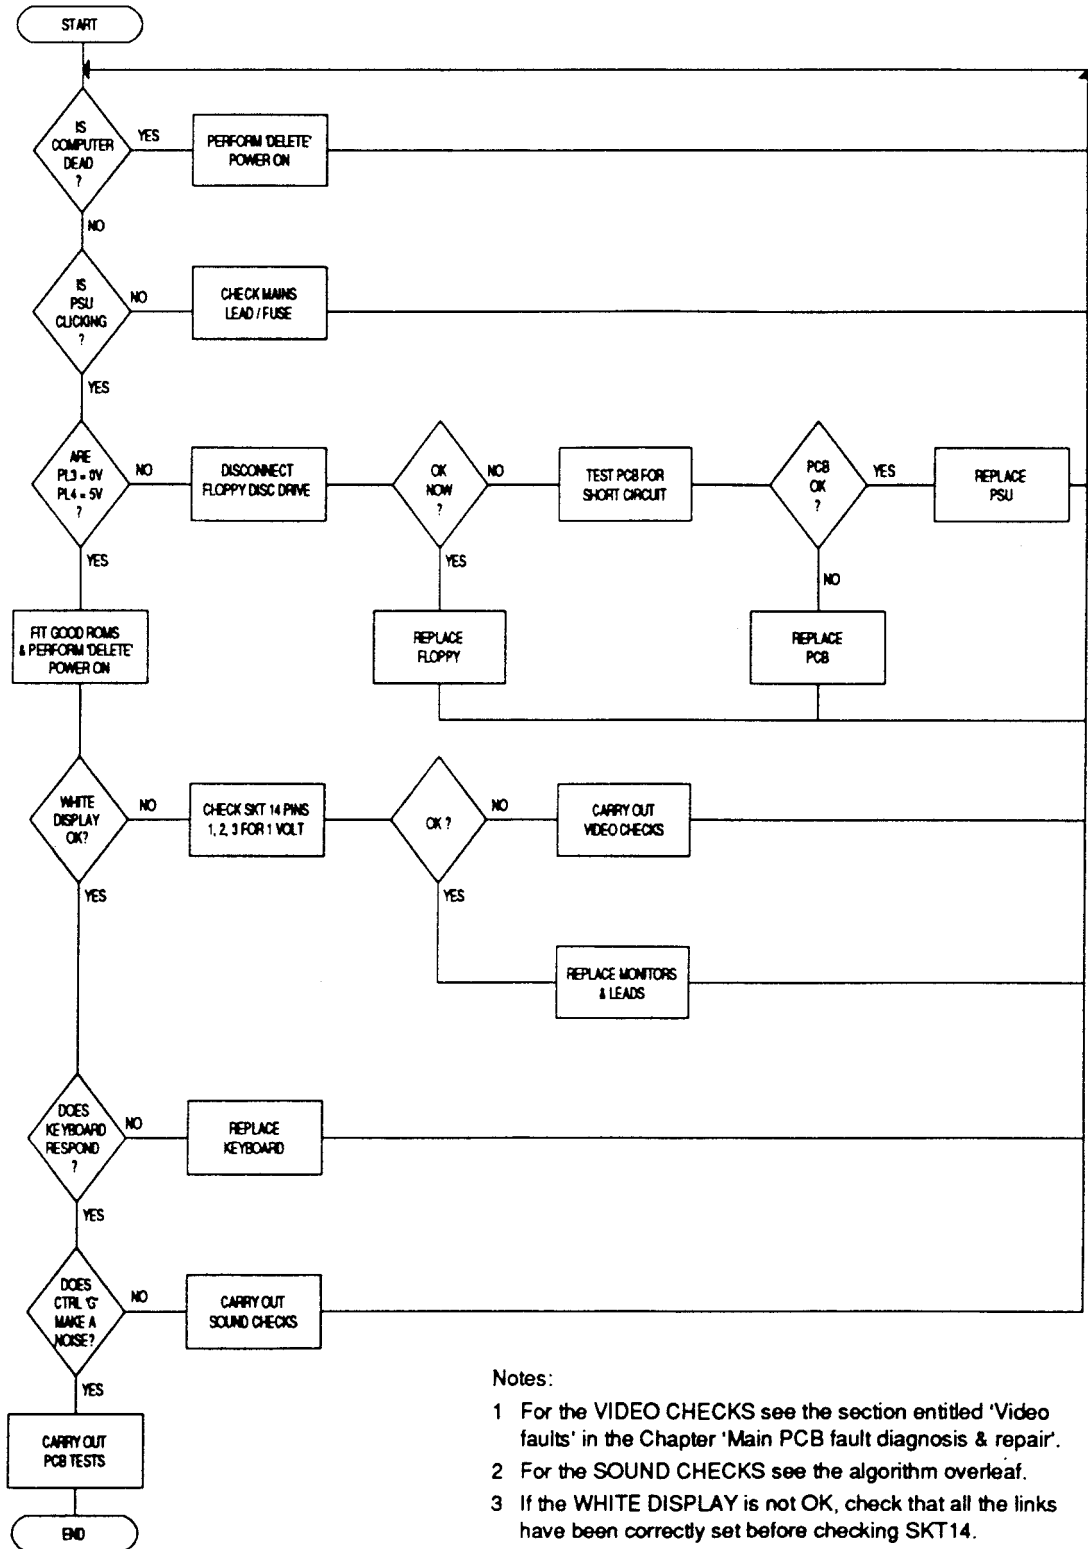 START
IS
COMPUTER
DEAD
?
YES
PERFORM 'DELETE'
POWER ON
NO
IS
PSU
CLICKING
?
NO
CHECK MAINS
LEAD / FUSE
YES
ARE
PL3 = 0V
PL4 = 5V
?
NO
DISCONNECT
FLOPPY DISC DRIVE
OK
NOW
?
NO
TEST PCB FOR
SHORT CIRCUIT
PCB
OK
?
YES
REPLACE
PSU
YES
YES
NO
FIT GOOD ROMS
& PERFORM 'DELETE'
POWER ON
REPLACE
FLOPPY
REPLACE
PCB
WHITE
DISPLAY
OK?
NO
CHECK SKT 14 PINS
1, 2, 3 FOR 1 VOLT
OK ?
NO
CARRY OUT
VIDEO CHECKS
YES
YES
REPLACE MONITORS
& LEADS
DOES
KEYBOARD
RESPOND
?
NO
REPLACE
KEYBOARD
YES
DOES
CTRL 'G'
MAKE A
NOISE?
NO
CARRY OUT
SOUND CHECKS
YES
CARRY OUT
PCB TESTS
END
Notes:
1 For the VIDEO CHECKS see the section entitled 'Video
faults' in the Chapter 'Main PCB fault diagnosis & repair'.
2 For the SOUND CHECKS see the algorithm overleaf.
3 If the WHITE DISPLAY is not OK, check that all the links
have been correctly set before checking SKT14.